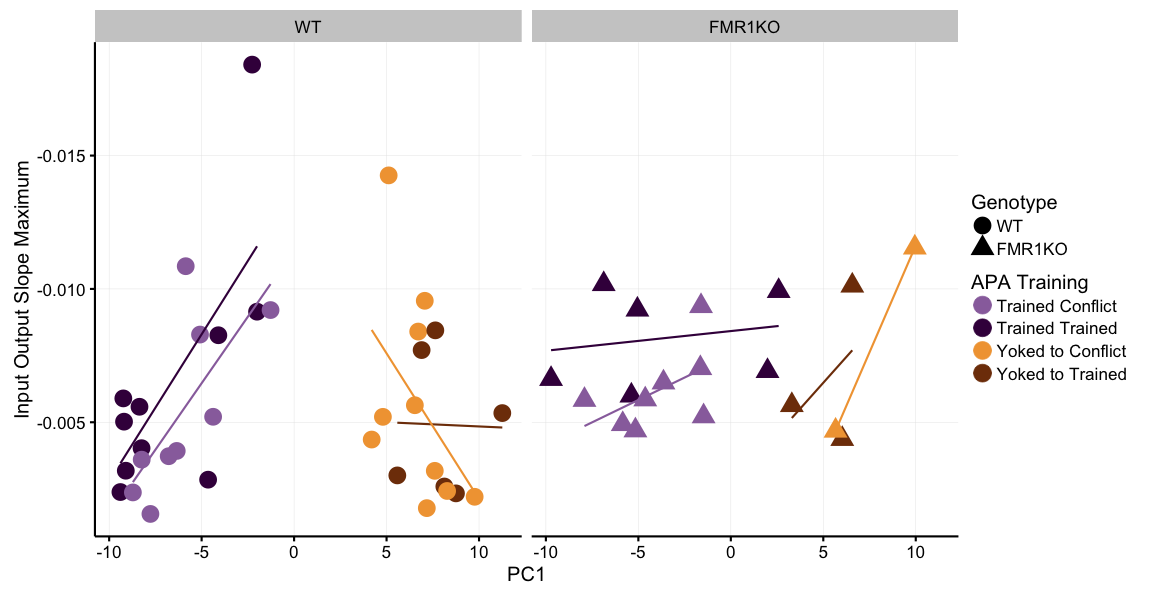 WT
FMR1KO
Input Output Slope Maximum
-0.015
-0.010
-0.005
-10
-5
0
5
10
-10
-5
0
5
10
PC1
Genotype
WT
FMR1KO
APA Training
Trained Conflict
Trained Trained
Yoked to Conflict
Yoked to Trained